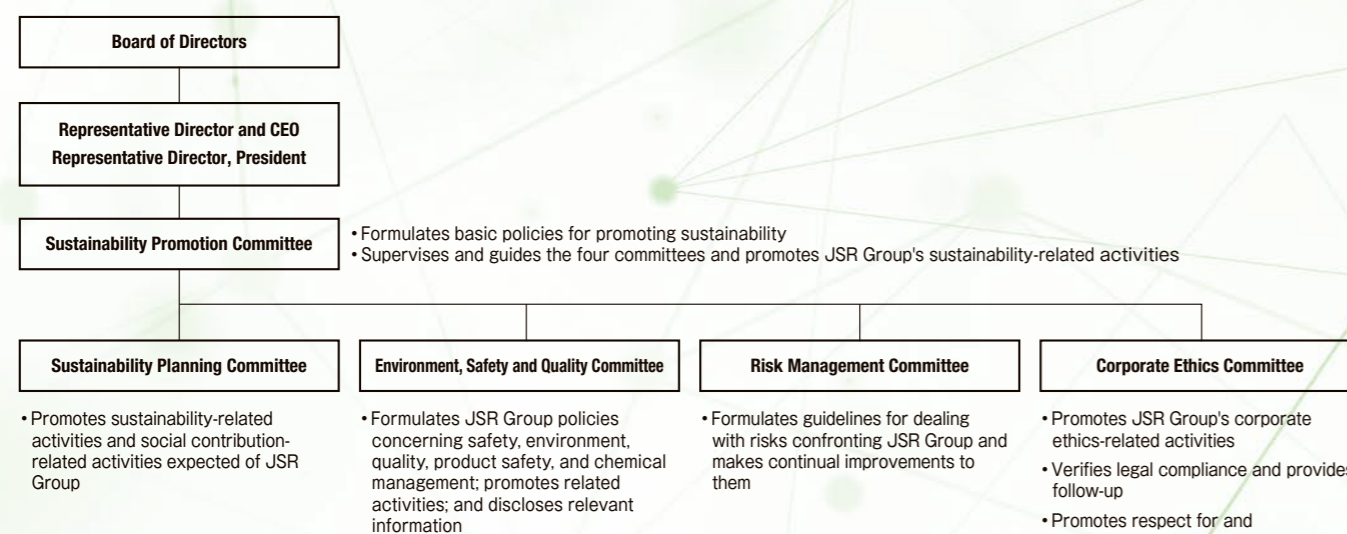 Board of Directors
Representative Director and CEO
Representative Director, President
Sustainability Promotion Committee
• Formulates basic policies for promoting sustainability
• Supervises and guides the four committees and promotes JSR Group's sustainability-related activities
Sustainability Planning Committee
• Promotes sustainability-related
activities and social contribution-
related activities expected of JSR
Group
Environment, Safety and Quality Committee
• Formulates JSR Group policies
concerning safety, environment,
quality, product safety, and chemical
management; promotes related
activities; and discloses relevant
information
Risk Management Committee
• Formulates guidelines for dealing
with risks confronting JSR Group and
makes continual improvements to
them
Corporate Ethics Committee
• Promotes JSR Group's corporate
ethics-related activities
• Verifies legal compliance and provides
follow-up
• Promotes respect for and